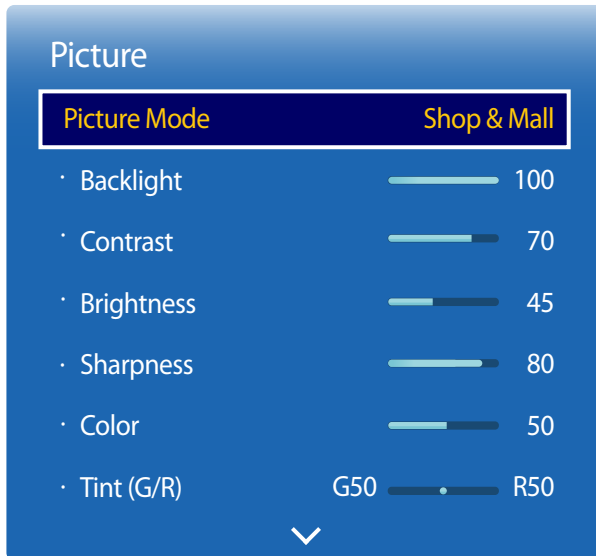 Picture
Picture Mode Shop & Mall
· Backlight 100
· Contrast 70
· Brightness 45
· Sharpness 80
· Color 50
· Tint (G/R) G50 R50